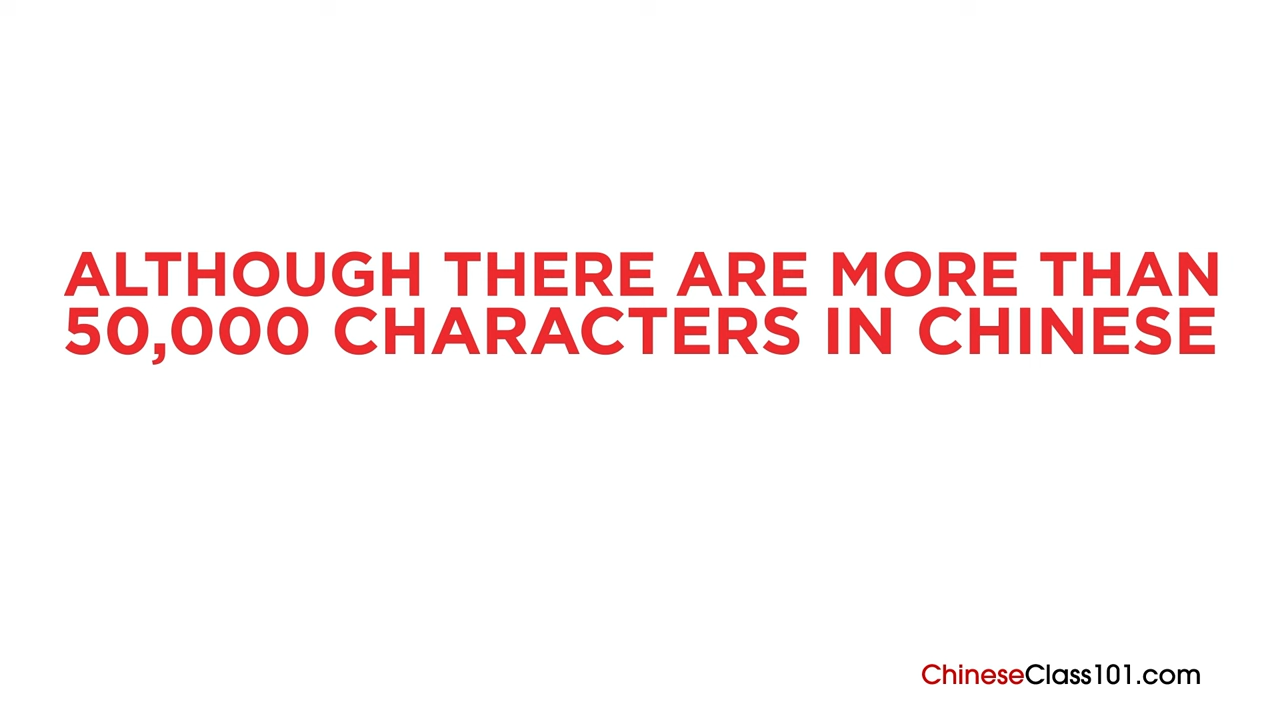 ALTHOUGH THERE ARE MORE THAN
50,000 CHARACTERS IN CHINESE
ChineseClass101.com